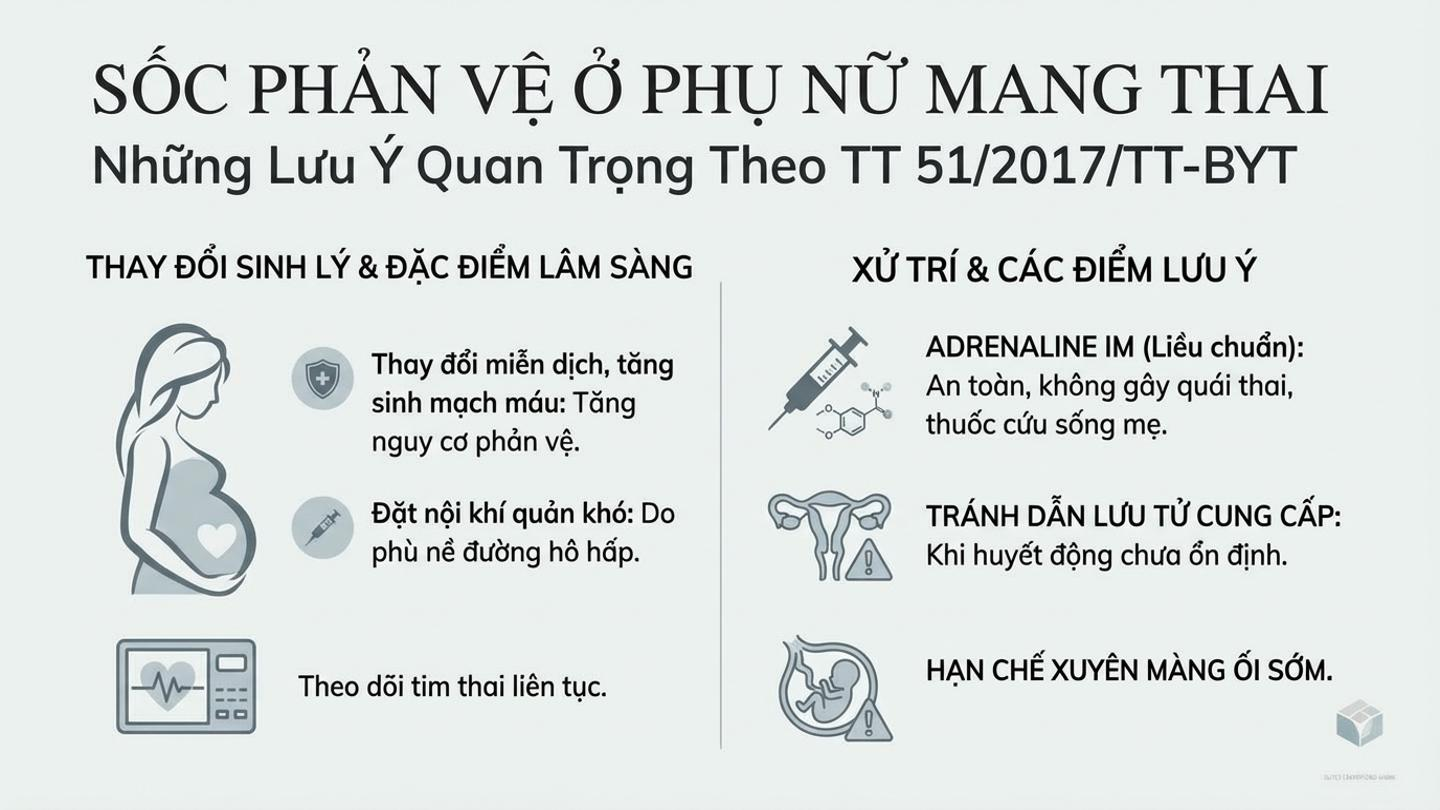 SỐC PHẢN VỆ Ở PHỤ NỮ MANG THAI
Những Lưu Ý Quan Trọng Theo TT 51/2017/TT-BYT
THAY ĐỔI SINH LÝ & ĐẶC ĐIỂM LÂM SÀNG
Thay đổi miễn dịch, tăng
sinh mạch máu: Tăng
nguy cơ phản vệ.
Đặt nội khí quản khó: Do
phù nề đường hô hấp.
Theo dõi tim thai liên tục.
XỬ TRÍ & CÁC ĐIỂM LƯU Ý
ADRENALINE IM (Liều chuẩn):
An toàn, không gây quái thai,
thuốc cứu sống mẹ.
TRÁNH DẪN LƯU TỬ CUNG CẤP:
Khi huyết động chưa ổn định.
HẠN CHẾ XUYÊN MÀNG ỐI SỚM.